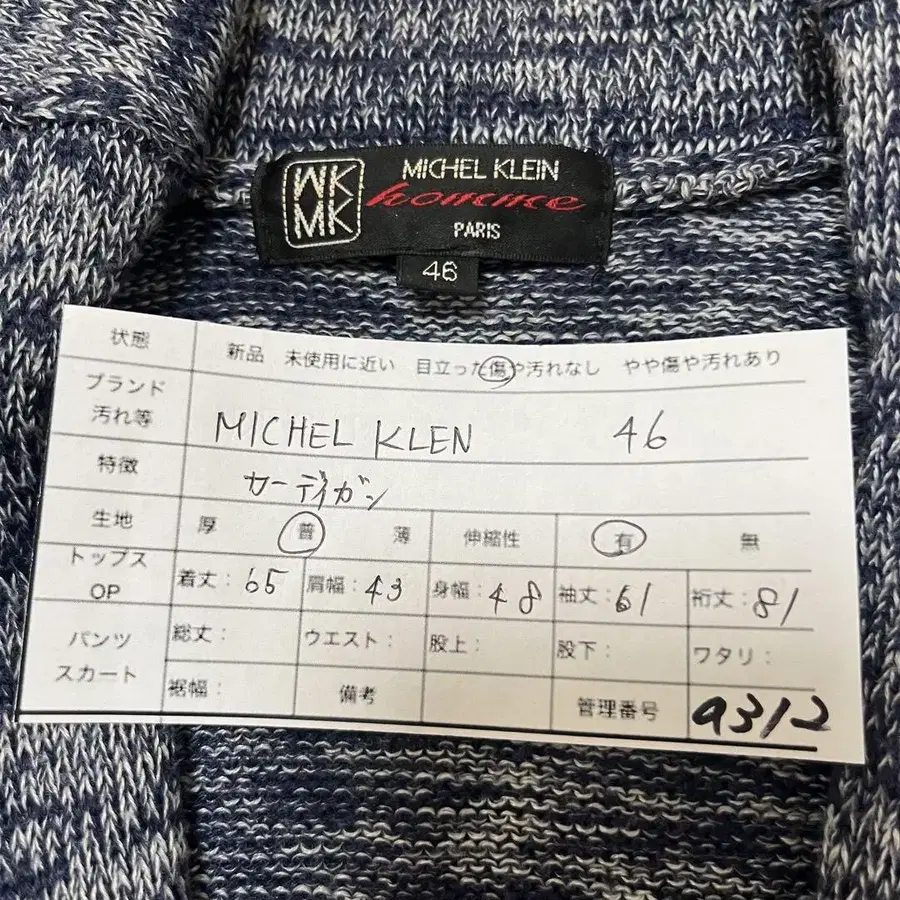 WK
MK
MICHEL KLEIN
homme
PARIS
46
状態 新品 未使用に近い 目立った傷や汚れなし やや傷や汚れあり
ブランド
汚れ等 MICHEL KLEN 46
特徴 カーディガン
生地 厚 普 薄 伸縮性 有 無
トップス
OP 着丈: 65 肩幅: 43 身幅: 48 袖丈: 61 裄丈: 81
パンツ
スカート 総丈: ウエスト: 股上: 股下: ワタリ:
裾幅: 備考 管理番号 9312